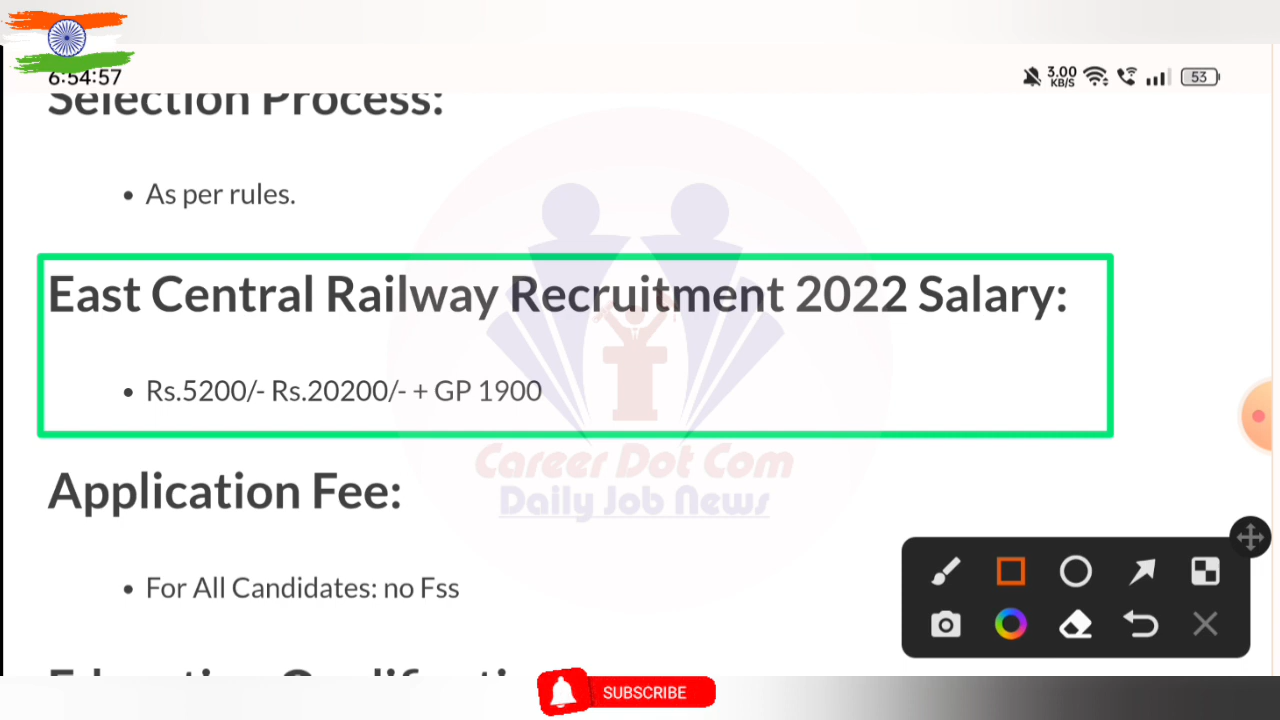 6:54:57
3.00
KB/S
53
Selection Process:
• As per rules.
East Central Railway Recruitment 2022 Salary:
• Rs.5200/- Rs.20200/- + GP 1900
Career Dot Com
Daily Job News
Application Fee:
• For All Candidates: no Fss
SUBSCRIBE